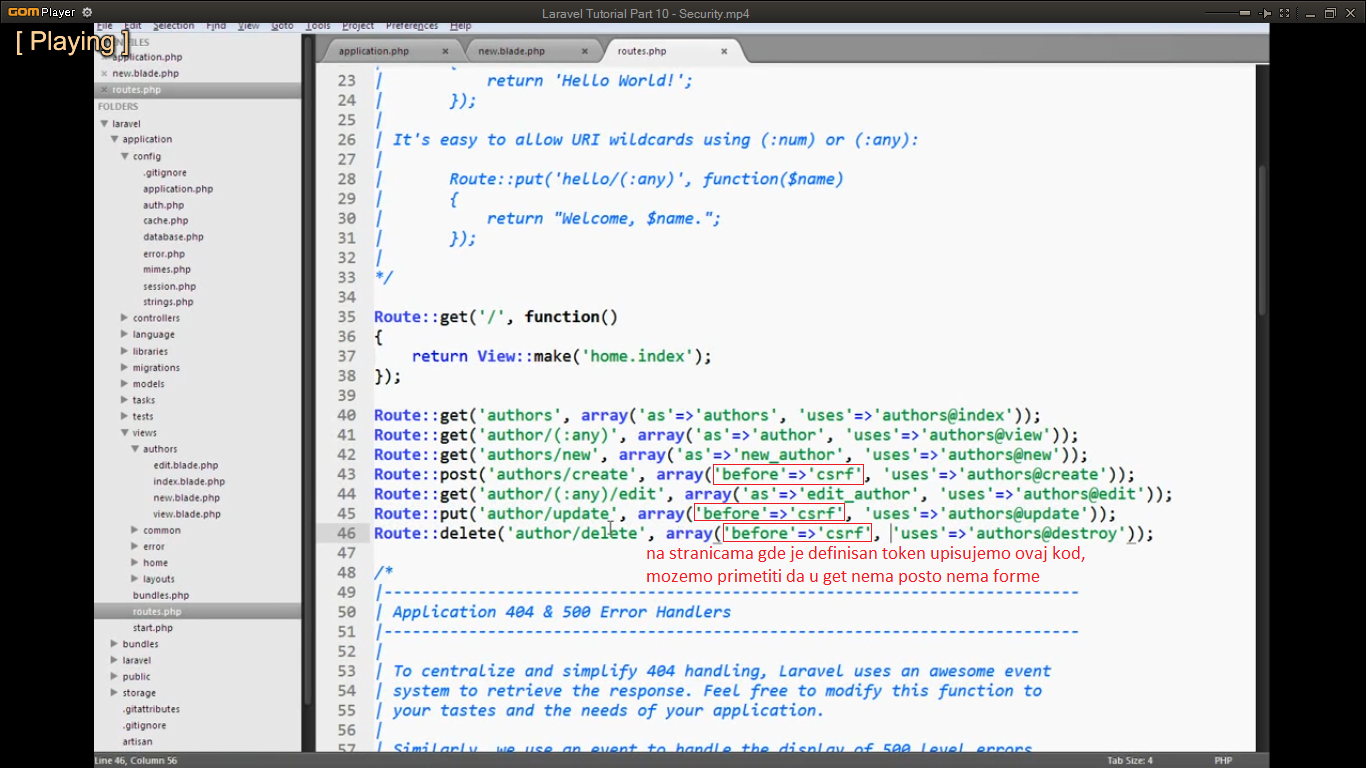 GOM Player
Laravel Tutorial Part 10 - Security.mp4
File Edit Selection Find View Goto Tools Project Preferences Help
[ Playing ]
application.php
new.blade.php
routes.php
FOLDERS
laravel
application
config
.gitignore
application.php
auth.php
cache.php
database.php
error.php
mimes.php
session.php
strings.php
controllers
language
libraries
migrations
models
tasks
tests
views
authors
edit.blade.php
index.blade.php
new.blade.php
view.blade.php
common
error
home
layouts
bundles.php
routes.php
start.php
bundles
laravel
public
storage
.gitattributes
.gitignore
artisan
application.php × new.blade.php × routes.php ×
23 | return 'Hello World!';
24 | });
25 |
26 | It's easy to allow URI wildcards using (:num) or (:any):
27 |
28 | Route::put('hello/(:any)', function($name)
29 | {
30 | return "Welcome, $name.";
31 | });
32 |
33 */
34
35 Route::get('/', function()
36 {
37 return View::make('home.index');
38 });
39
40 Route::get('authors', array('as'=>'authors', 'uses'=>'authors@index'));
41 Route::get('author/(:any)', array('as'=>'author', 'uses'=>'authors@view'));
42 Route::get('authors/new', array('as'=>'new_author', 'uses'=>'authors@new'));
43 Route::post('authors/create', array('before'=>'csrf', 'uses'=>'authors@create'));
44 Route::get('author/(:any)/edit', array('as'=>'edit_author', 'uses'=>'authors@edit'));
45 Route::put('author/update', array('before'=>'csrf', 'uses'=>'authors@update'));
46 Route::delete('author/delete', array('before'=>'csrf', 'uses'=>'authors@destroy'));
47
na stranicama gde je definisan token upisujemo ovaj kod,
mozemo primetiti da u get nema posto nema forme
48 /*
49 |--------------------------------------------------------------------------
50 | Application 404 & 500 Error Handlers
51 |--------------------------------------------------------------------------
52 |
53 | To centralize and simplify 404 handling, Laravel uses an awesome event
54 | system to retrieve the response. Feel free to modify this function to
55 | your tastes and the needs of your application.
56 |
57 | Similarly, we use an event to handle the display of 500 level errors
Line 46, Column 56
Tab Size: 4
PHP